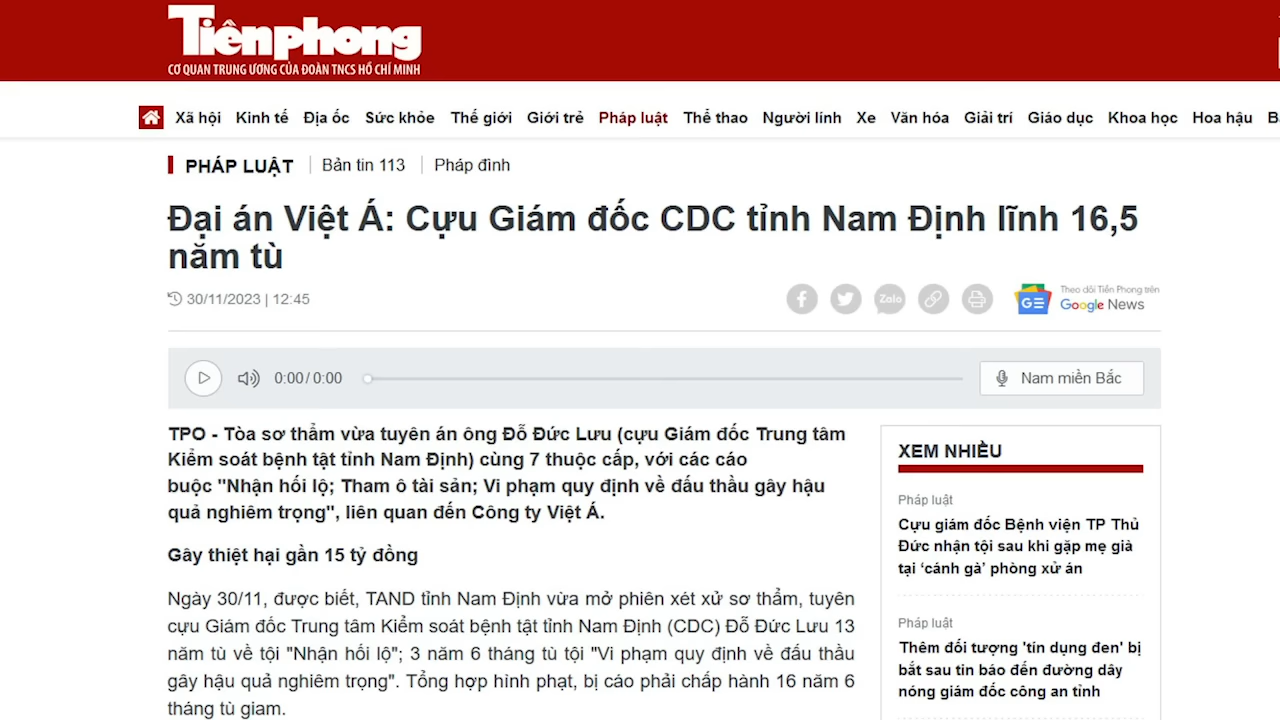 Tiền phong
CƠ QUAN TRUNG ƯƠNG CỦA ĐOÀN TNCS HỒ CHÍ MINH
Xã hội Kinh tế Địa ốc Sức khỏe Thế giới Giới trẻ Pháp luật Thể thao Người lính Xe Văn hóa Giải trí Giáo dục Khoa học Hoa hậu B
PHÁP LUẬT Bản tin 113 Pháp đình
Đại án Việt Á: Cựu Giám đốc CDC tỉnh Nam Định lĩnh 16,5
năm tù
30/11/2023 | 12:45
Zalo
Theo dõi Tiền Phong trên
GE Google News
0:00/0:00
Nam miền Bắc
TPO - Tòa sơ thẩm vừa tuyên án ông Đỗ Đức Lưu (cựu Giám đốc Trung tâm
Kiểm soát bệnh tật tỉnh Nam Định) cùng 7 thuộc cấp, với các cáo
buộc "Nhận hối lộ; Tham ô tài sản; Vi phạm quy định về đấu thầu gây hậu
quả nghiêm trọng", liên quan đến Công ty Việt Á.
Gây thiệt hại gần 15 tỷ đồng
Ngày 30/11, được biết, TAND tỉnh Nam Định vừa mở phiên xét xử sơ thẩm, tuyên
cựu Giám đốc Trung tâm Kiểm soát bệnh tật tỉnh Nam Định (CDC) Đỗ Đức Lưu 13
năm tù về tội "Nhận hối lộ"; 3 năm 6 tháng tù tội "Vi phạm quy định về đấu thầu
gây hậu quả nghiêm trọng". Tổng hợp hình phạt, bị cáo phải chấp hành 16 năm 6
tháng tù giam.
XEM NHIỀU
Pháp luật
Cựu giám đốc Bệnh viện TP Thủ
Đức nhận tội sau khi gặp mẹ già
tại ‘cánh gà’ phòng xử án
Pháp luật
Thêm đối tượng 'tín dụng đen' bị
bắt sau tin báo đến đường dây
nóng giám đốc công an tỉnh